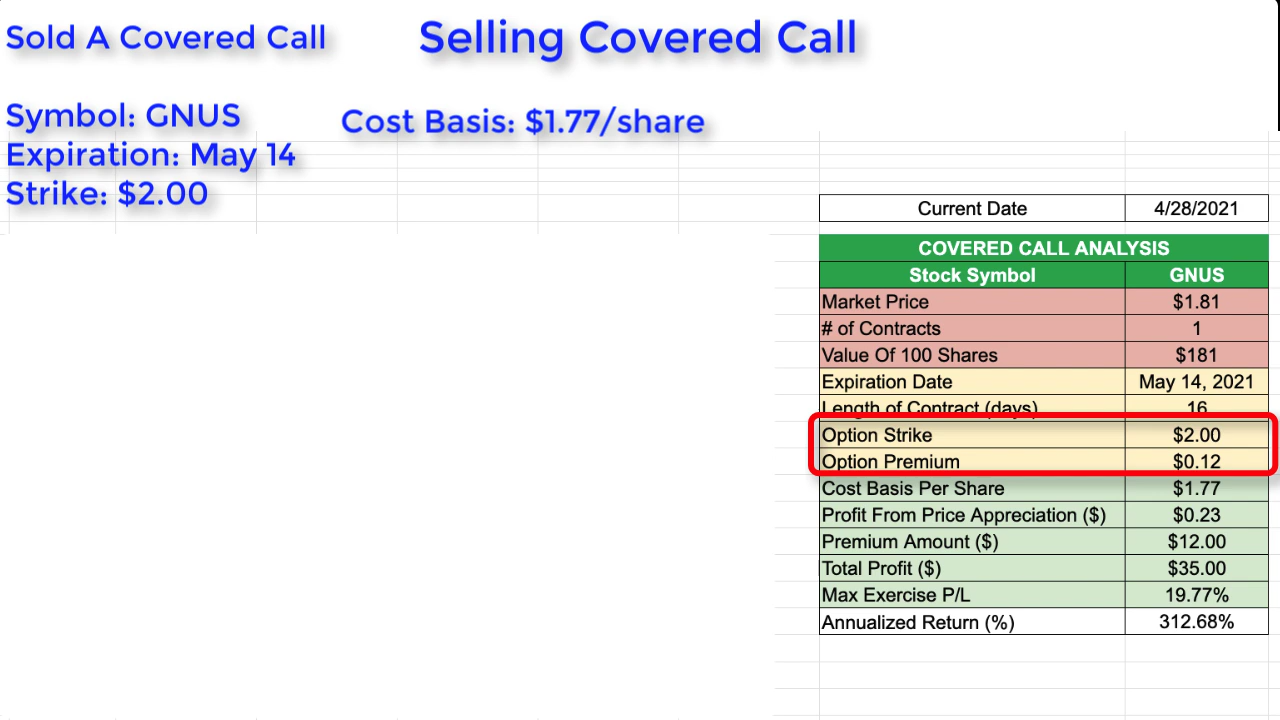 Sold A Covered Call
Selling Covered Call
Symbol: GNUS
Cost Basis: $1.77/share
Expiration: May 14
Strike: $2.00
Current Date 4/28/2021
COVERED CALL ANALYSIS
Stock Symbol GNUS
Market Price $1.81
# of Contracts 1
Value Of 100 Shares $181
Expiration Date May 14, 2021
Length of Contract (days) 16
Option Strike $2.00
Option Premium $0.12
Cost Basis Per Share $1.77
Profit From Price Appreciation ($) $0.23
Premium Amount ($) $12.00
Total Profit ($) $35.00
Max Exercise P/L 19.77%
Annualized Return (%) 312.68%